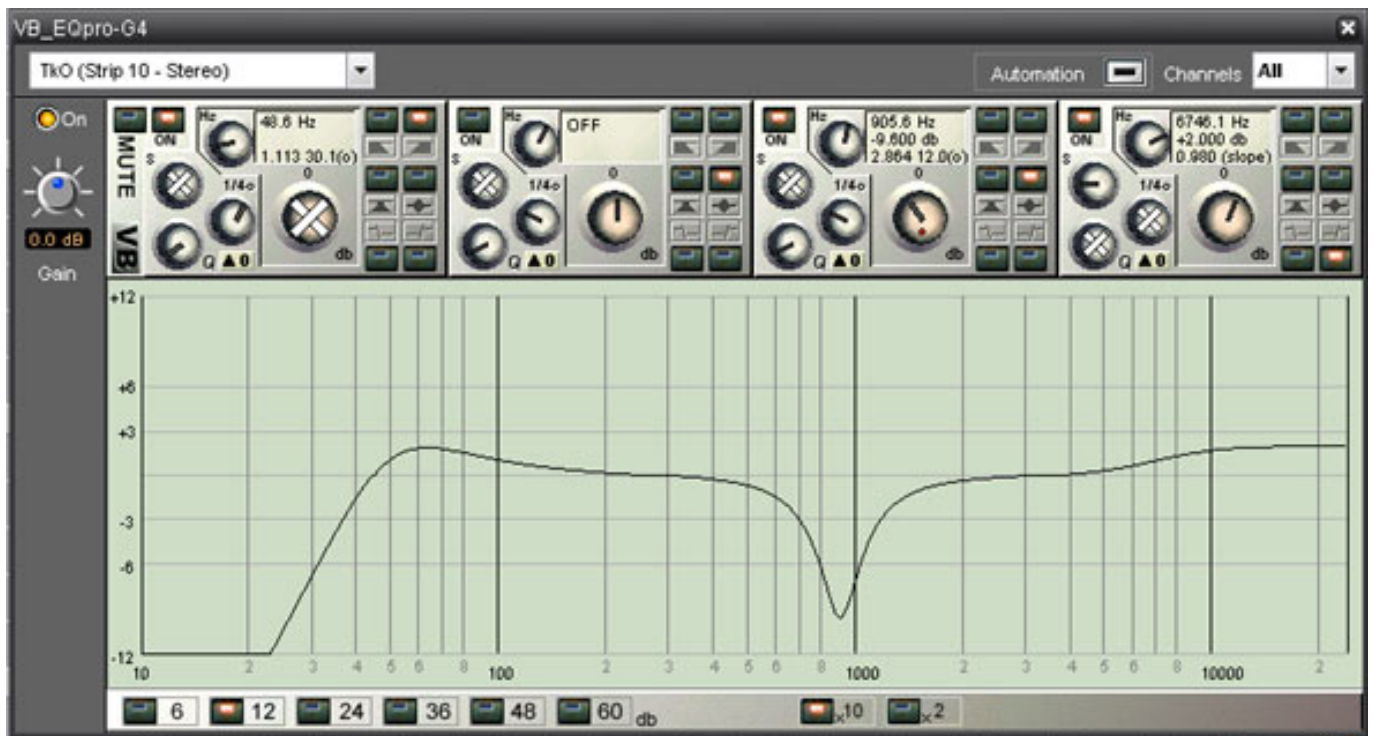 VB_EQpro-G4
TkO (Strip 10 - Stereo)
Automation
Channels
All
On
0.0 dB
Gain
MUTE
VB
ON
Hz
48.6 Hz
1.113 30.1(o)
S
1/4o
0
Q
▲0
db
ON
Hz
OFF
S
1/4o
0
Q
▲0
db
ON
Hz
905.6 Hz
-9.600 db
2.864 12.0(o)
S
1/4o
0
Q
▲0
db
ON
Hz
6746.1 Hz
+2.000 db
0.980 (slope)
S
1/4o
0
Q
▲0
db
+12
+6
+3
-3
-6
-12
10 2 3 4 5 6 8 100 2 3 4 5 6 8 1000 2 3 4 5 6 8 10000 2
6 12 24 36 48 60 db x10 x2